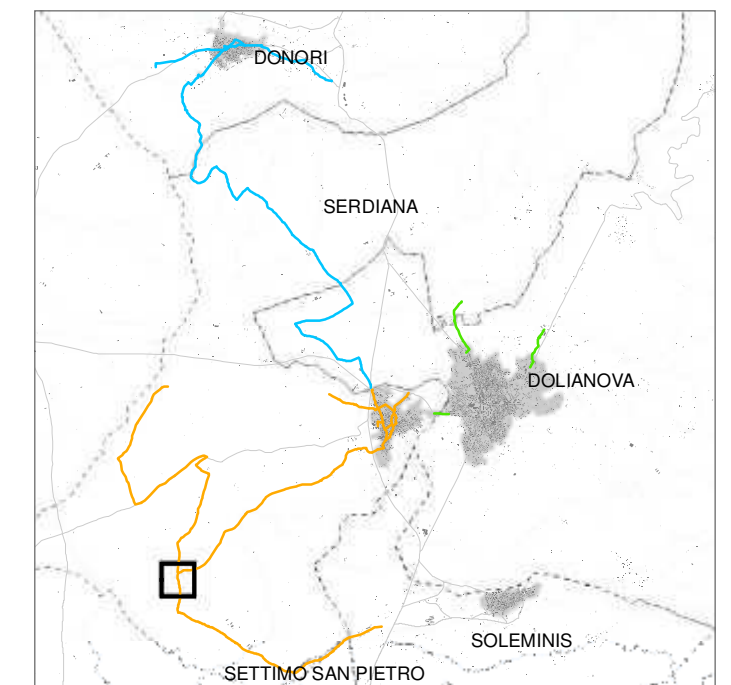 DONORI
SERDIANA
DOLIANOVA
SOLEMINIS
SETTIMO SAN PIETRO